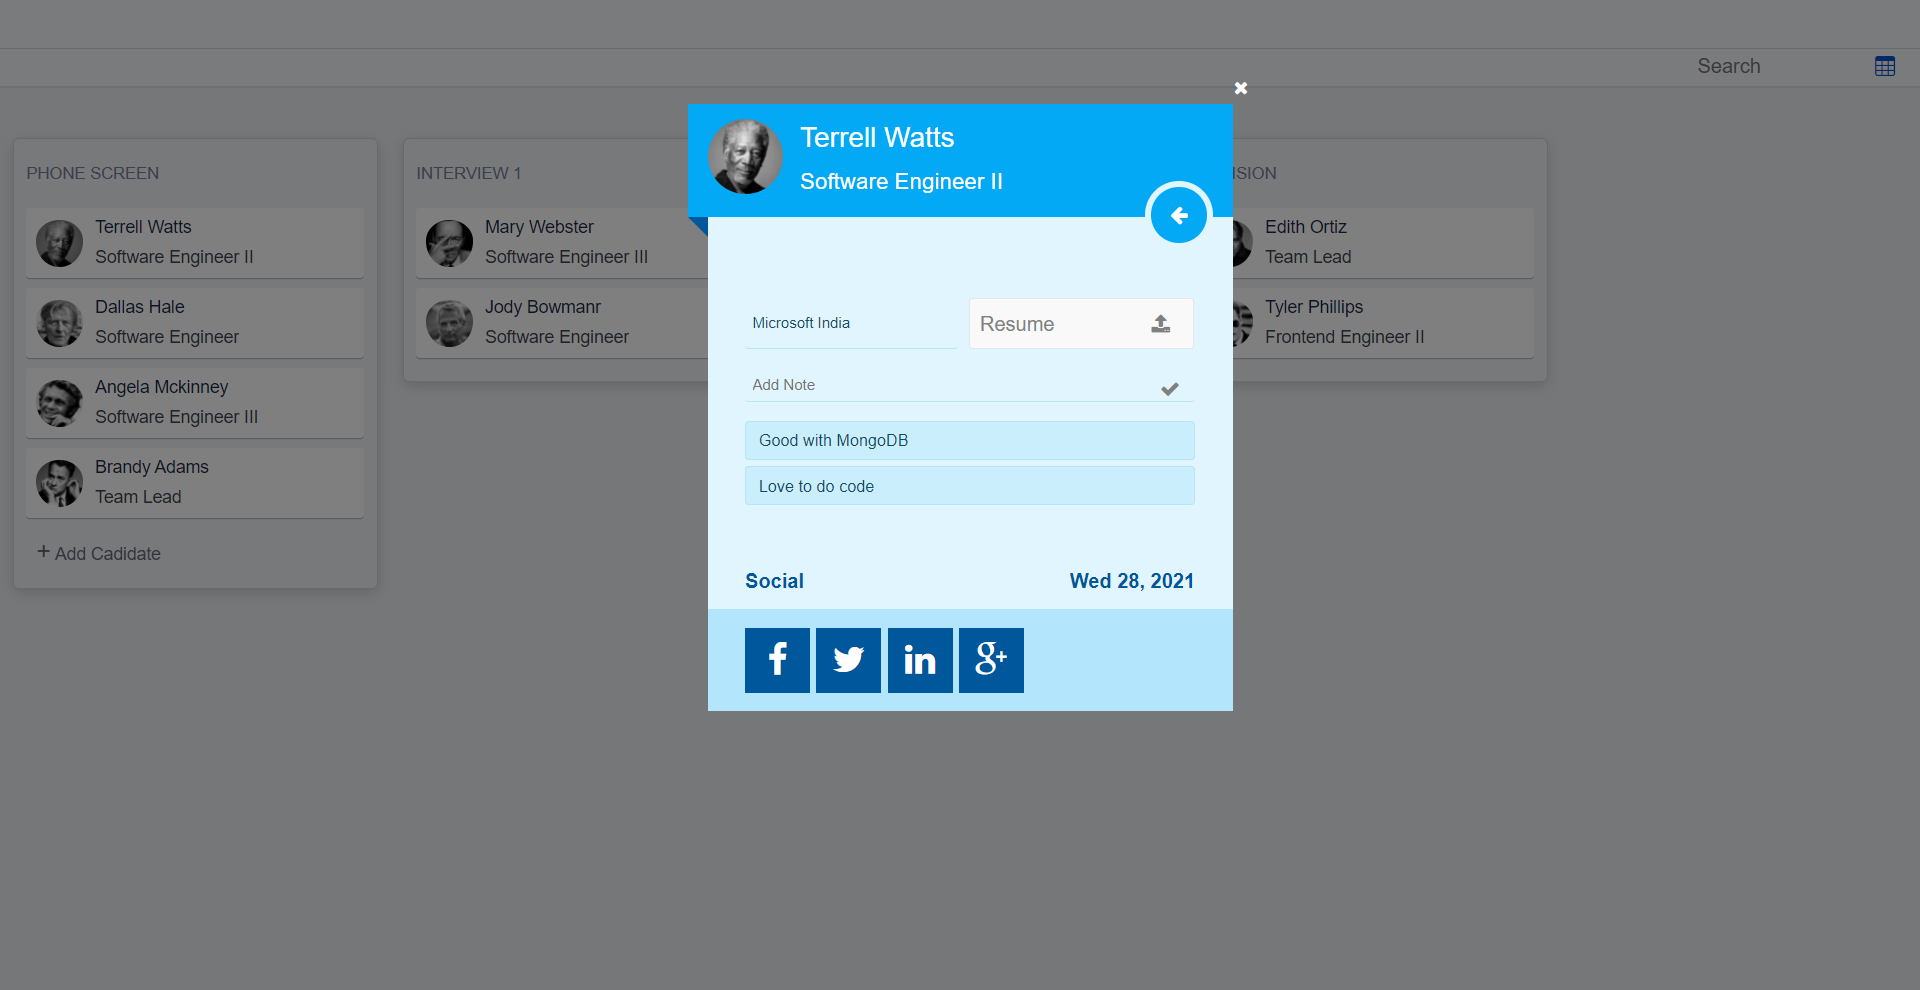 Search
PHONE SCREEN
Terrell Watts
Software Engineer II
Dallas Hale
Software Engineer
Angela Mckinney
Software Engineer III
Brandy Adams
Team Lead
+ Add Cadidate
INTERVIEW 1
Mary Webster
Software Engineer III
Jody Bowmanr
Software Engineer
Terrell Watts
Software Engineer II
Microsoft India
Resume
Add Note
Good with MongoDB
Love to do code
Social
Wed 28, 2021
ISION
Edith Ortiz
Team Lead
Tyler Phillips
Frontend Engineer II